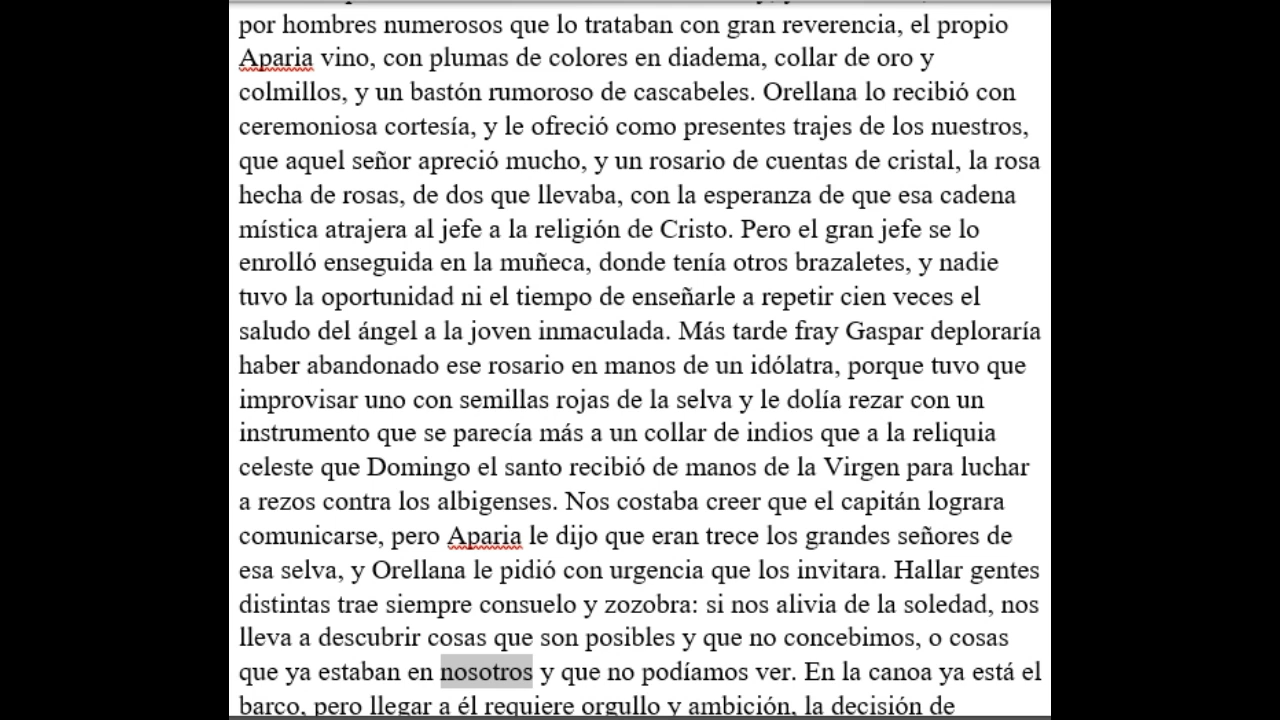 por hombres numerosos que lo trataban con gran reverencia, el propio
Aparia vino, con plumas de colores en diadema, collar de oro y
colmillos, y un bastón rumoroso de cascabeles. Orellana lo recibió con
ceremoniosa cortesía, y le ofreció como presentes trajes de los nuestros,
que aquel señor apreció mucho, y un rosario de cuentas de cristal, la rosa
hecha de rosas, de dos que llevaba, con la esperanza de que esa cadena
mística atrajera al jefe a la religión de Cristo. Pero el gran jefe se lo
enrolló enseguida en la muñeca, donde tenía otros brazaletes, y nadie
tuvo la oportunidad ni el tiempo de enseñarle a repetir cien veces el
saludo del ángel a la joven inmaculada. Más tarde fray Gaspar deploraría
haber abandonado ese rosario en manos de un idólatra, porque tuvo que
improvisar uno con semillas rojas de la selva y le dolía rezar con un
instrumento que se parecía más a un collar de indios que a la reliquia
celeste que Domingo el santo recibió de manos de la Virgen para luchar
a rezos contra los albigenses. Nos costaba creer que el capitán lograra
comunicarse, pero Aparia le dijo que eran trece los grandes señores de
esa selva, y Orellana le pidió con urgencia que los invitara. Hallar gentes
distintas trae siempre consuelo y zozobra: si nos alivia de la soledad, nos
lleva a descubrir cosas que son posibles y que no concebimos, o cosas
que ya estaban en nosotros y que no podíamos ver. En la canoa ya está el
barco, pero llegar a él requiere orgullo y ambición, la decisión de